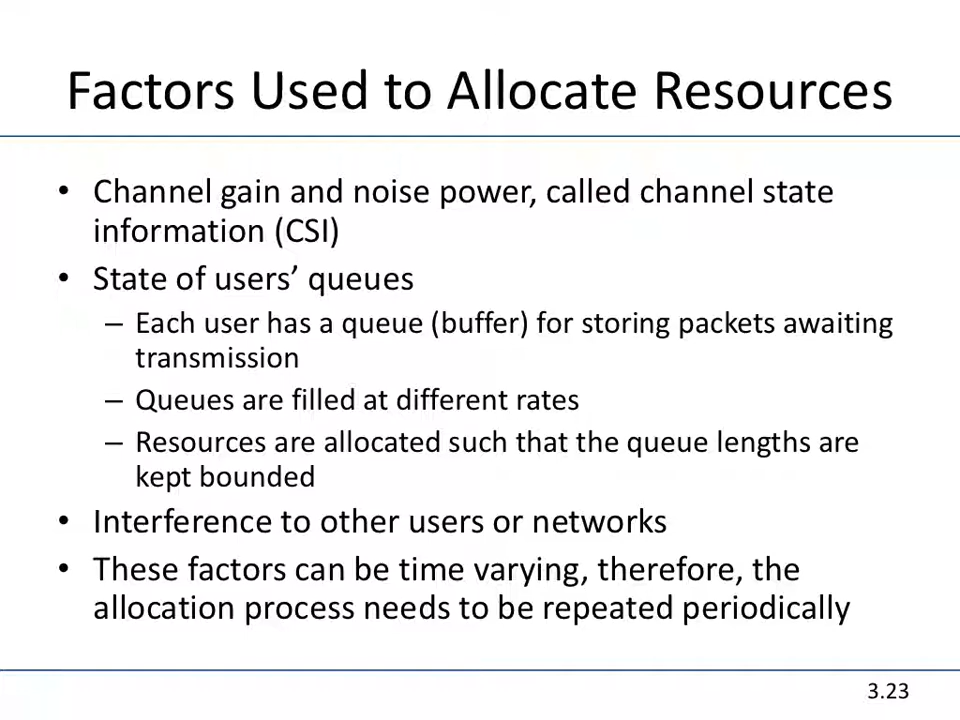 Factors Used to Allocate Resources
• Channel gain and noise power, called channel state
information (CSI)
• State of users’ queues
– Each user has a queue (buffer) for storing packets awaiting
transmission
– Queues are filled at different rates
– Resources are allocated such that the queue lengths are
kept bounded
• Interference to other users or networks
• These factors can be time varying, therefore, the
allocation process needs to be repeated periodically
3.23